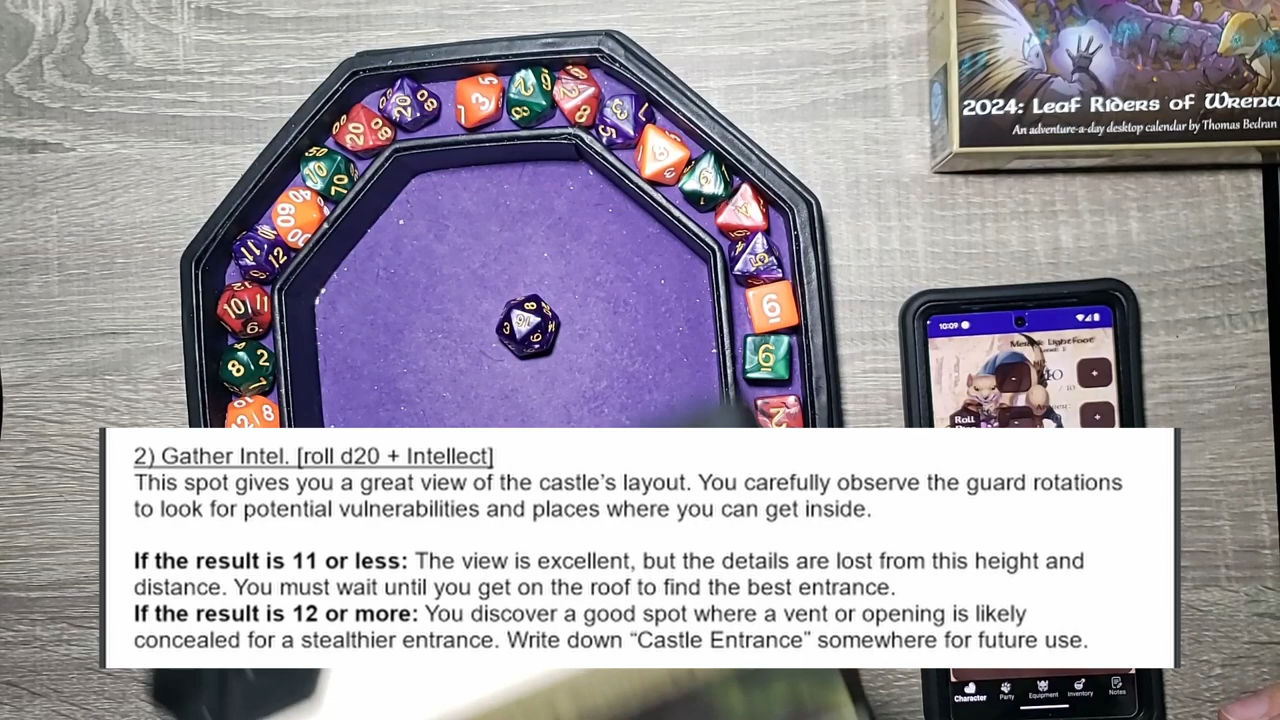 2024: Leaf Riders of
An adventure-a-day desktop calendar by Thomas Bedran
10:09
LightFoot
/ 10
Roll
2) Gather Intel. [roll d20 + Intellect]
This spot gives you a great view of the castle's layout. You carefully observe the guard rotations
to look for potential vulnerabilities and places where you can get inside.
If the result is 11 or less: The view is excellent, but the details are lost from this height and
distance. You must wait until you get on the roof to find the best entrance.
If the result is 12 or more: You discover a good spot where a vent or opening is likely
concealed for a stealthier entrance. Write down “Castle Entrance” somewhere for future use.
Character Party Equipment Inventory Notes